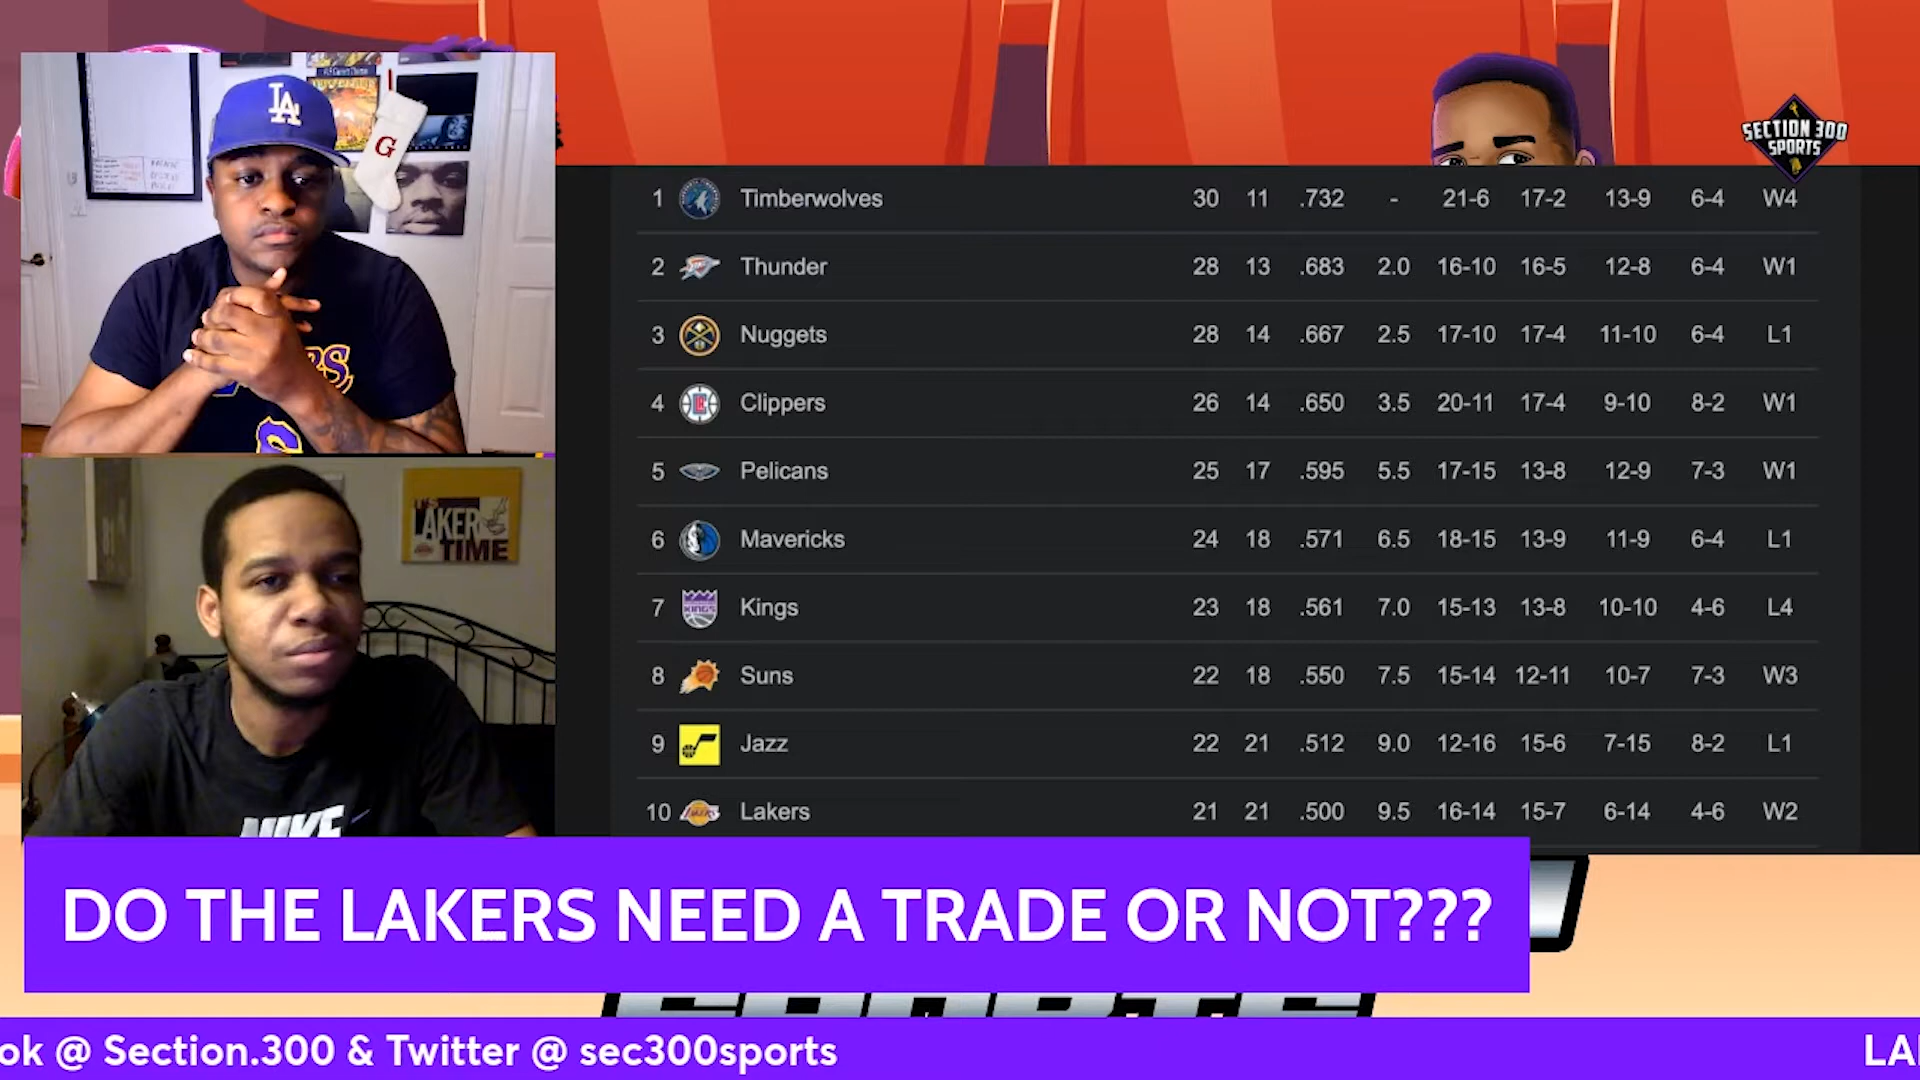 LA
G
LAKER
TIME
NIKE
SECTION 300
SPORTS
1 Timberwolves 30 11 .732 - 21-6 17-2 13-9 6-4 W4
2 Thunder 28 13 .683 2.0 16-10 16-5 12-8 6-4 W1
3 Nuggets 28 14 .667 2.5 17-10 17-4 11-10 6-4 L1
4 Clippers 26 14 .650 3.5 20-11 17-4 9-10 8-2 W1
5 Pelicans 25 17 .595 5.5 17-15 13-8 12-9 7-3 W1
6 Mavericks 24 18 .571 6.5 18-15 13-9 11-9 6-4 L1
7 Kings 23 18 .561 7.0 15-13 13-8 10-10 4-6 L4
8 Suns 22 18 .550 7.5 15-14 12-11 10-7 7-3 W3
9 Jazz 22 21 .512 9.0 12-16 15-6 7-15 8-2 L1
10 Lakers 21 21 .500 9.5 16-14 15-7 6-14 4-6 W2
DO THE LAKERS NEED A TRADE OR NOT???
ok @ Section.300 & Twitter @ sec300sports